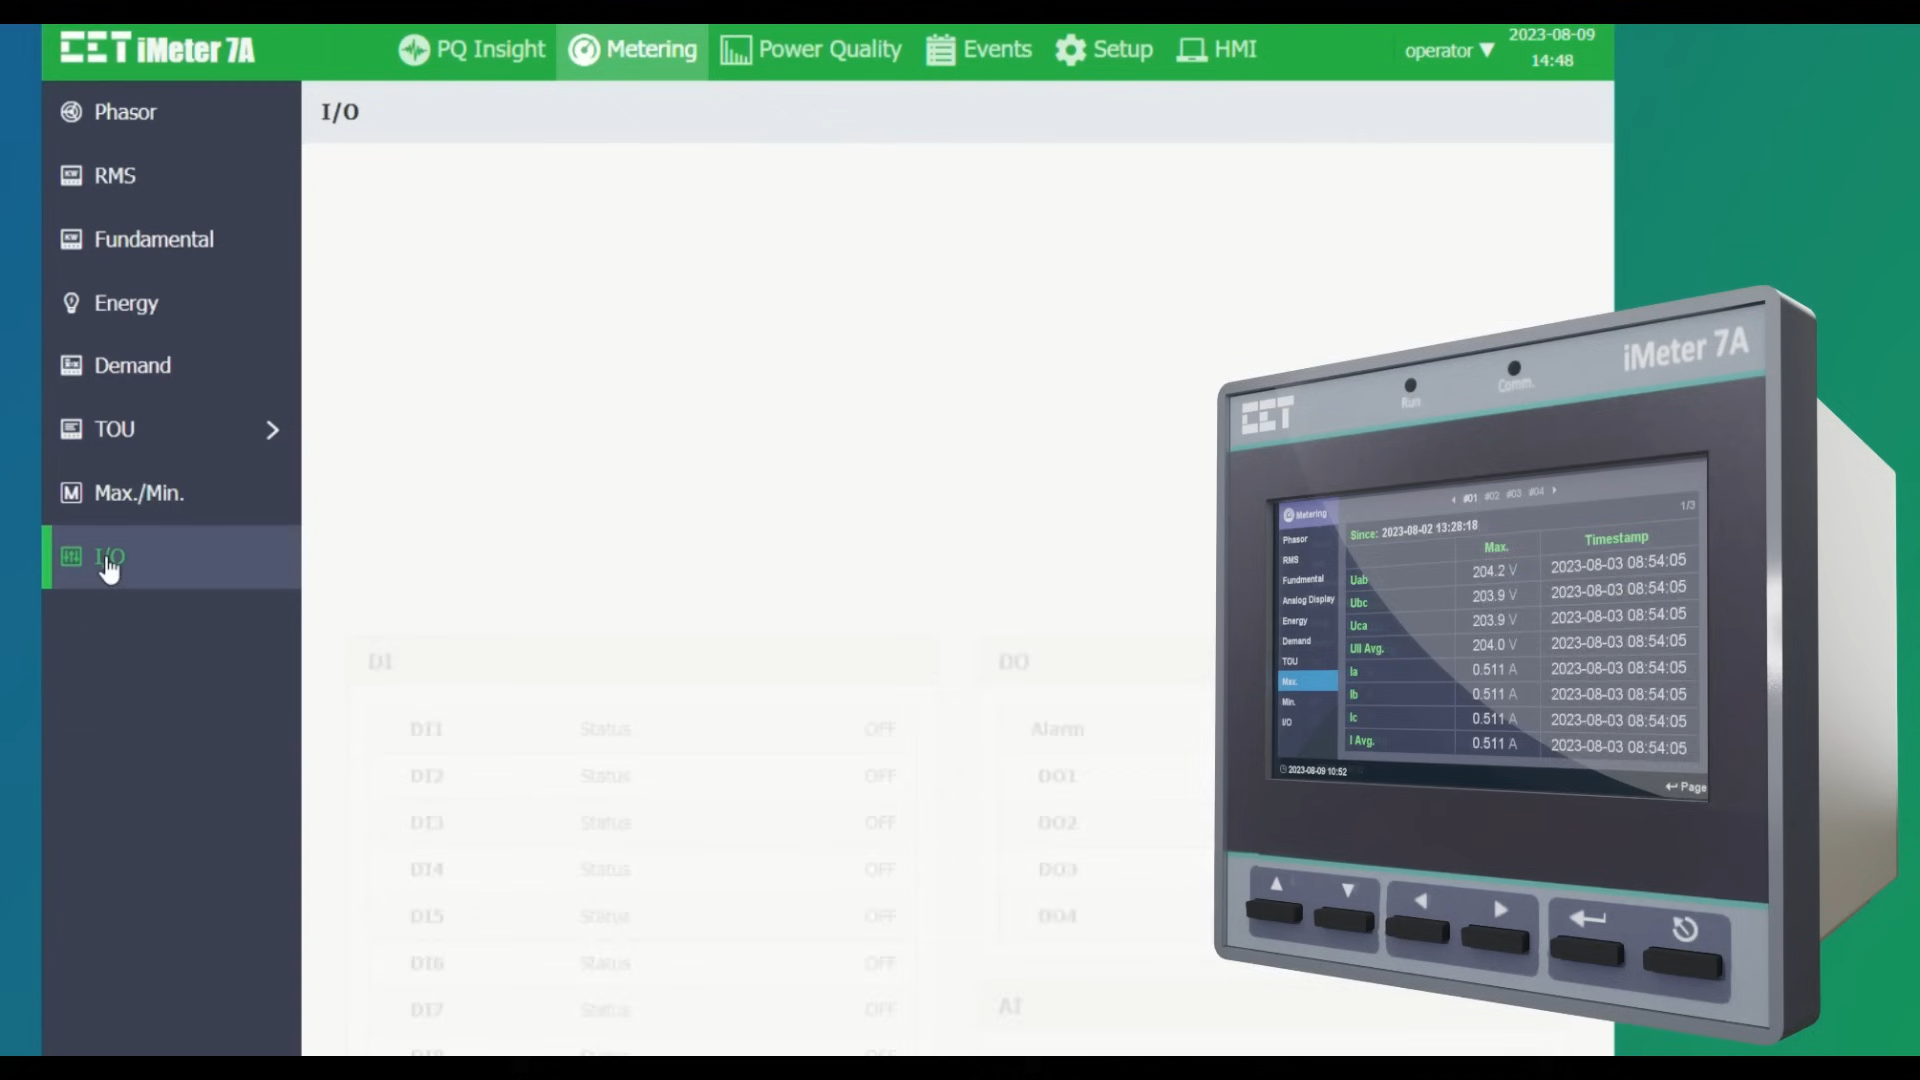 CET iMeter 7A
PQ Insight
Metering
Power Quality
Events
Setup
HMI
operator
2023-08-09
14:48
Phasor
RMS
Fundamental
Energy
Demand
TOU
Max./Min.
I/O
I/O
DI
DI1 Status OFF
DI2 Status OFF
DI3 Status OFF
DI4 Status OFF
DI5 Status OFF
DI6 Status OFF
DI7 Status OFF
DO
Alarm
DO1
DO2
DO3
DO4
AI
CET
Run
Comm.
iMeter 7A
Metering
Phasor
RMS
Fundmental
Analog Display
Energy
Demand
TOU
Max.
Min.
I/O
#01 #02 #03 #04
1/3
Since: 2023-08-02 13:28:18
Max. Timestamp
Uab 204.2 V 2023-08-03 08:54:05
Ubc 203.9 V 2023-08-03 08:54:05
Uca 203.9 V 2023-08-03 08:54:05
Ull Avg. 204.0 V 2023-08-03 08:54:05
Ia 0.511 A 2023-08-03 08:54:05
Ib 0.511 A 2023-08-03 08:54:05
Ic 0.511 A 2023-08-03 08:54:05
I Avg. 0.511 A 2023-08-03 08:54:05
2023-08-09 10:52
Page